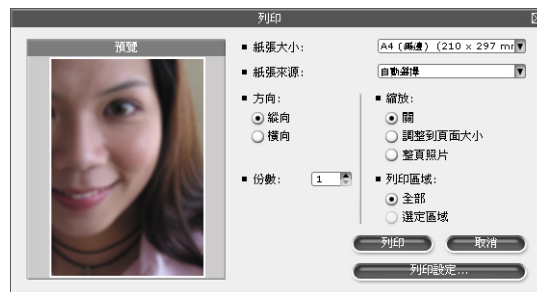 列印
預覽
紙張大小:
A4 (無邊) (210 x 297 mm
紙張來源:
自動選擇
方向:
縱向
橫向
份數:
1
縮放:
關
調整到頁面大小
整頁照片
列印區域:
全部
選定區域
列印
取消
列印設定...